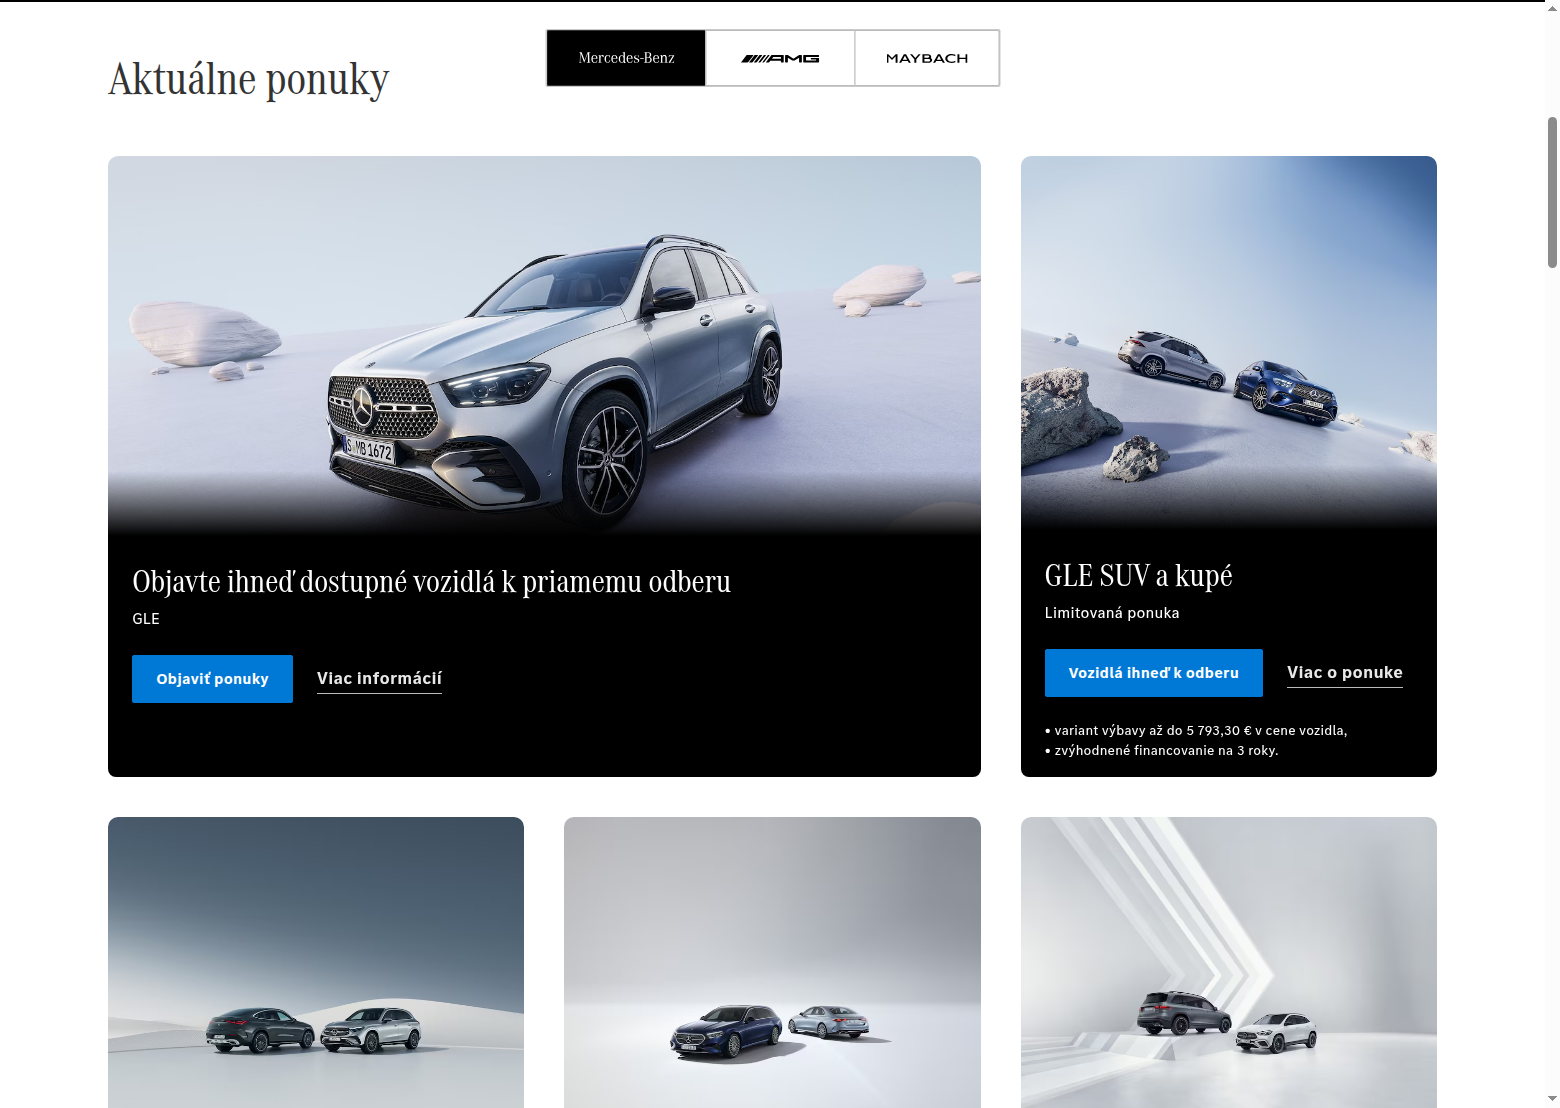 Aktuálne ponuky
Mercedes-Benz
AMG
MAYBACH
S MB 1672
Objavte ihneď dostupné vozidlá k priamemu odberu
GLE
Objaviť ponuky
Viac informácií
GLE SUV a kupé
Limitovaná ponuka
Vozidlá ihneď k odberu
Viac o ponuke
• variant výbavy až do 5 793,30 € v cene vozidla,
• zvýhodnené financovanie na 3 roky.